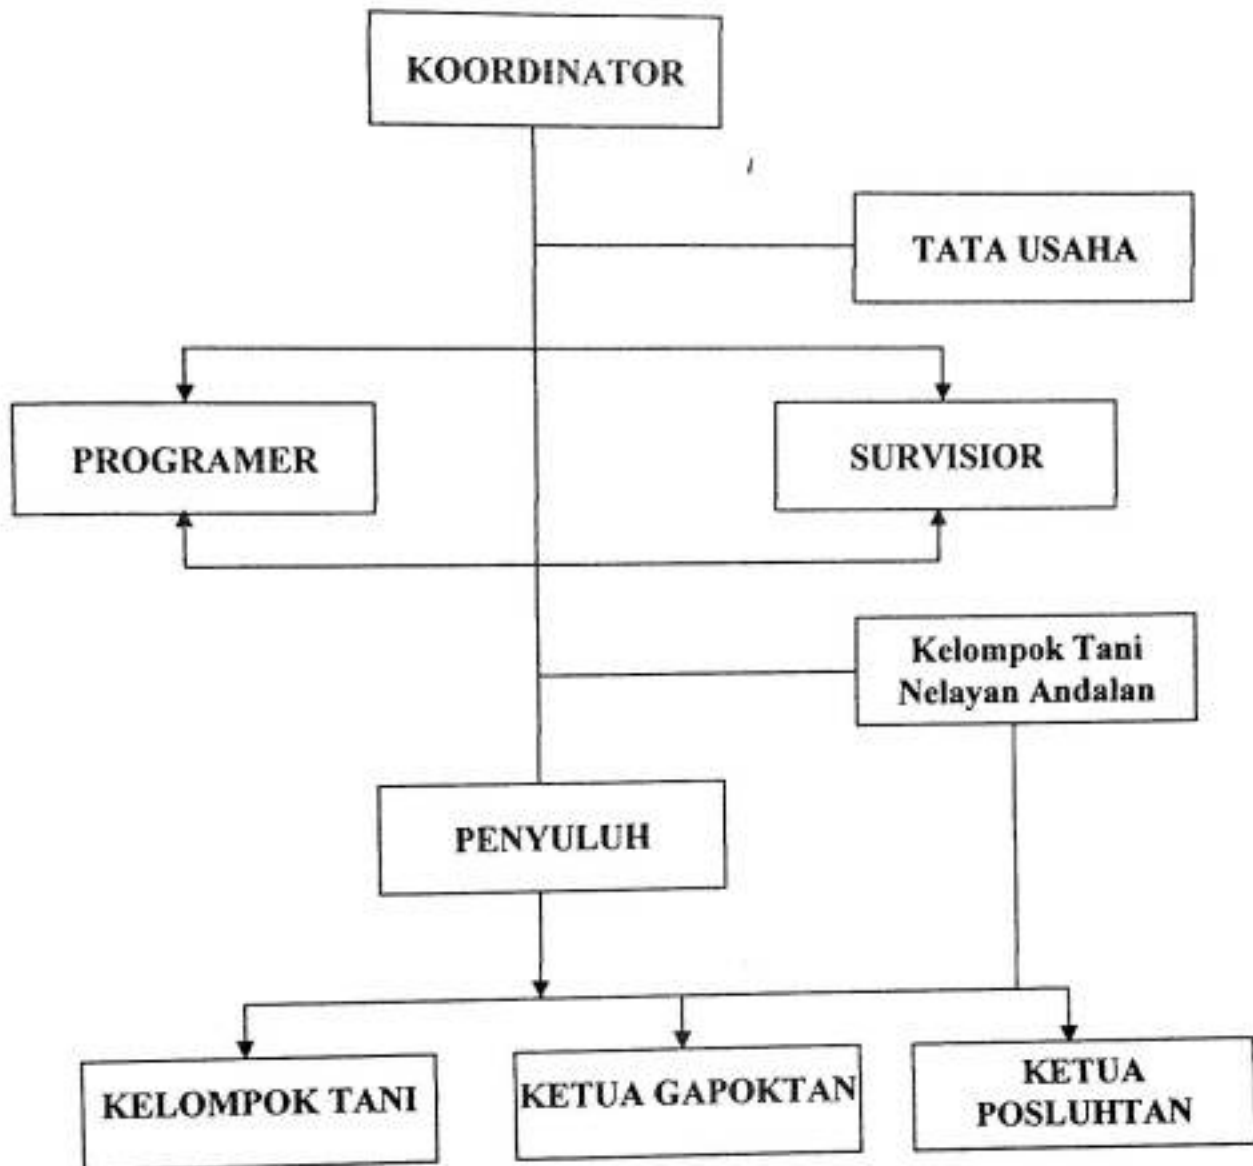 KOORDINATOR
TATA USAHA
PROGRAMER
SURVISIOR
Kelompok Tani
Nelayan Andalan
PENYULUH
KELOMPOK TANI
KETUA GAPOKTAN
KETUA
POSLUHTAN